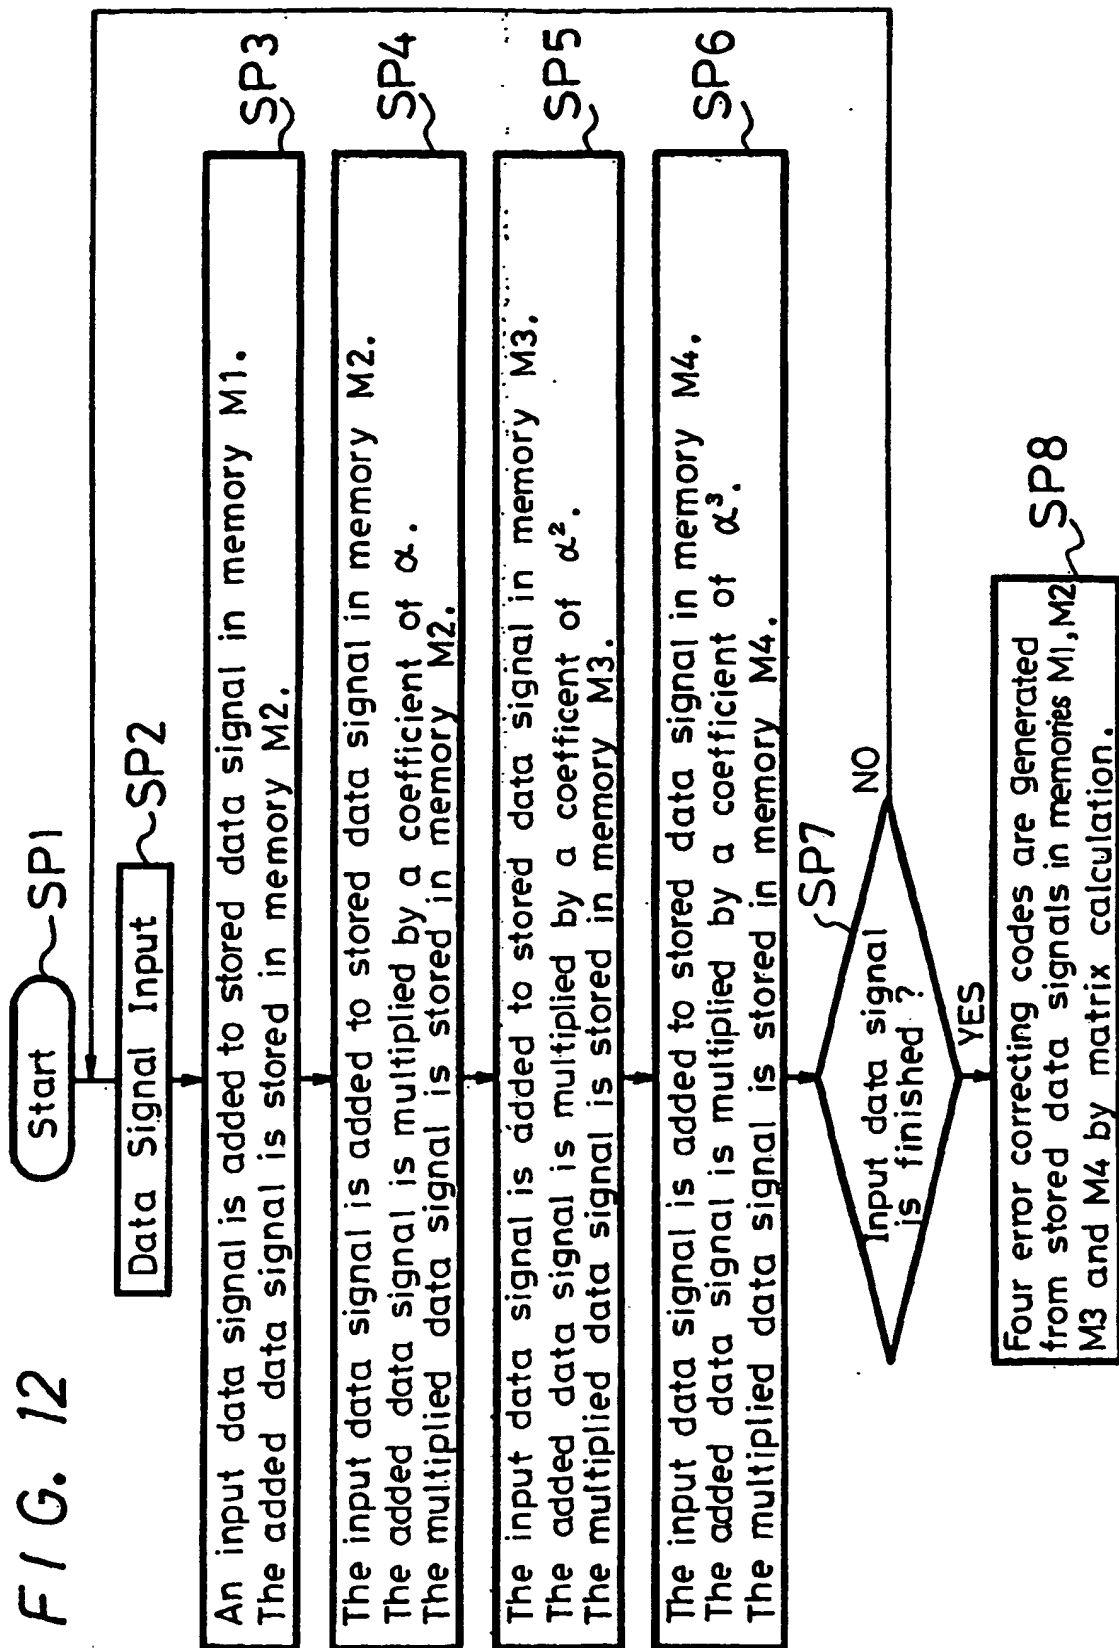 FIG. 12
Start
SP1
Data Signal Input
SP2
SP3
An input data signal is added to stored data signal in memory M1.
The added data signal is stored in memory M2.
SP4
The input data signal is added to stored data signal in memory M2.
The added data signal is multiplied by a coefficient of α.
The multiplied data signal is stored in memory M2.
SP5
The input data signal is added to stored data signal in memory M3.
The added data signal is multiplied by a coefficent of α².
The multiplied data signal is stored in memory M3.
SP6
The input data signal is added to stored data signal in memory M4.
The added data signal is multiplied by a coefficient of α³.
The multiplied data signal is stored in memory M4.
SP7
Input data signal
is finished ?
NO
YES
SP8
Four error correcting codes are generated
from stored data signals in memories M1, M2
M3 and M4 by matrix calculation.